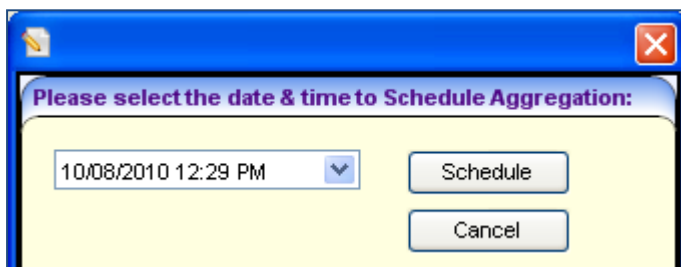 Please select the date & time to Schedule Aggregation:
10/08/2010 12:29 PM
Schedule
Cancel